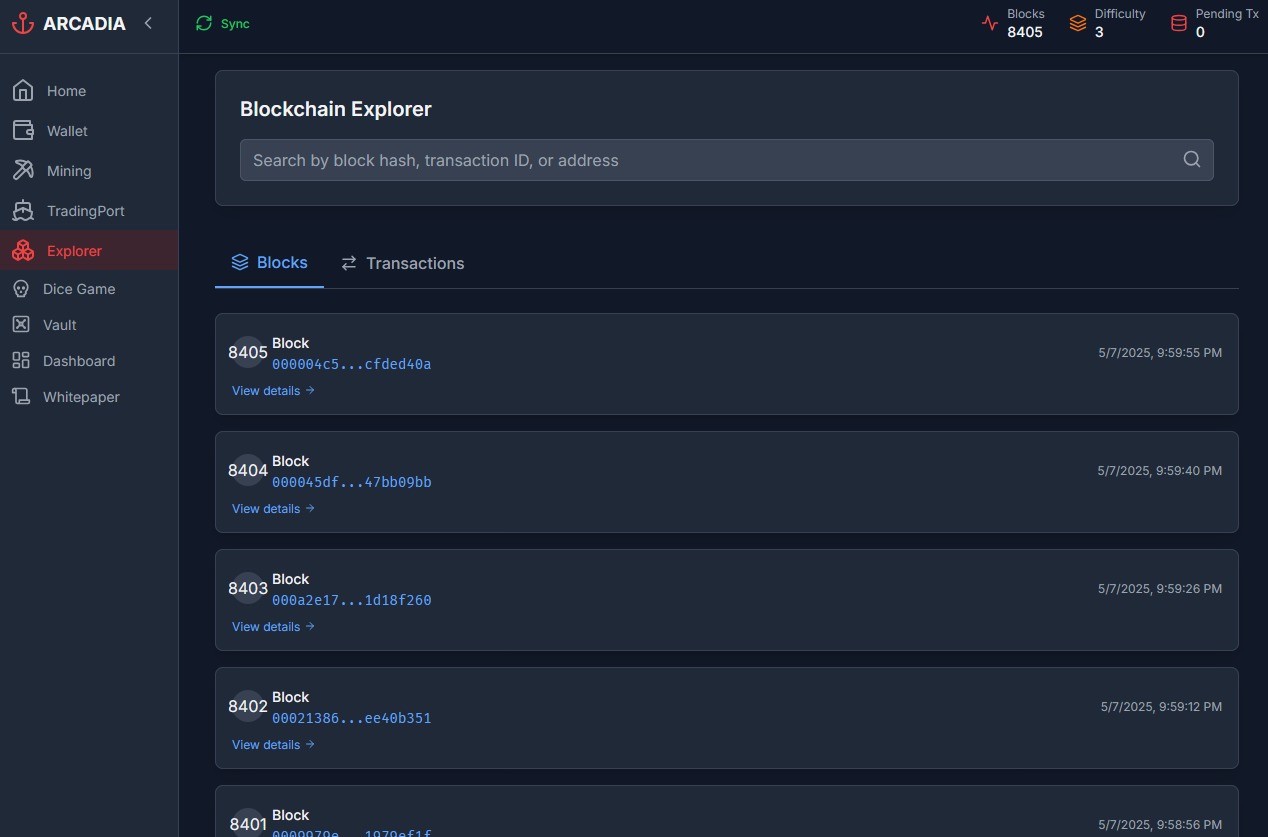 ARCADIA
Sync
Blocks
8405
Difficulty
3
Pending Tx
0
Home
Wallet
Mining
TradingPort
Explorer
Dice Game
Vault
Dashboard
Whitepaper
Blockchain Explorer
Search by block hash, transaction ID, or address
Blocks
Transactions
8405
Block
000004c5...cfded40a
5/7/2025, 9:59:55 PM
View details →
8404
Block
000045df...47bb09bb
5/7/2025, 9:59:40 PM
View details →
8403
Block
000a2e17...1d18f260
5/7/2025, 9:59:26 PM
View details →
8402
Block
00021386...ee40b351
5/7/2025, 9:59:12 PM
View details →
8401
Block
0009979e...1979ef1f
5/7/2025, 9:58:56 PM